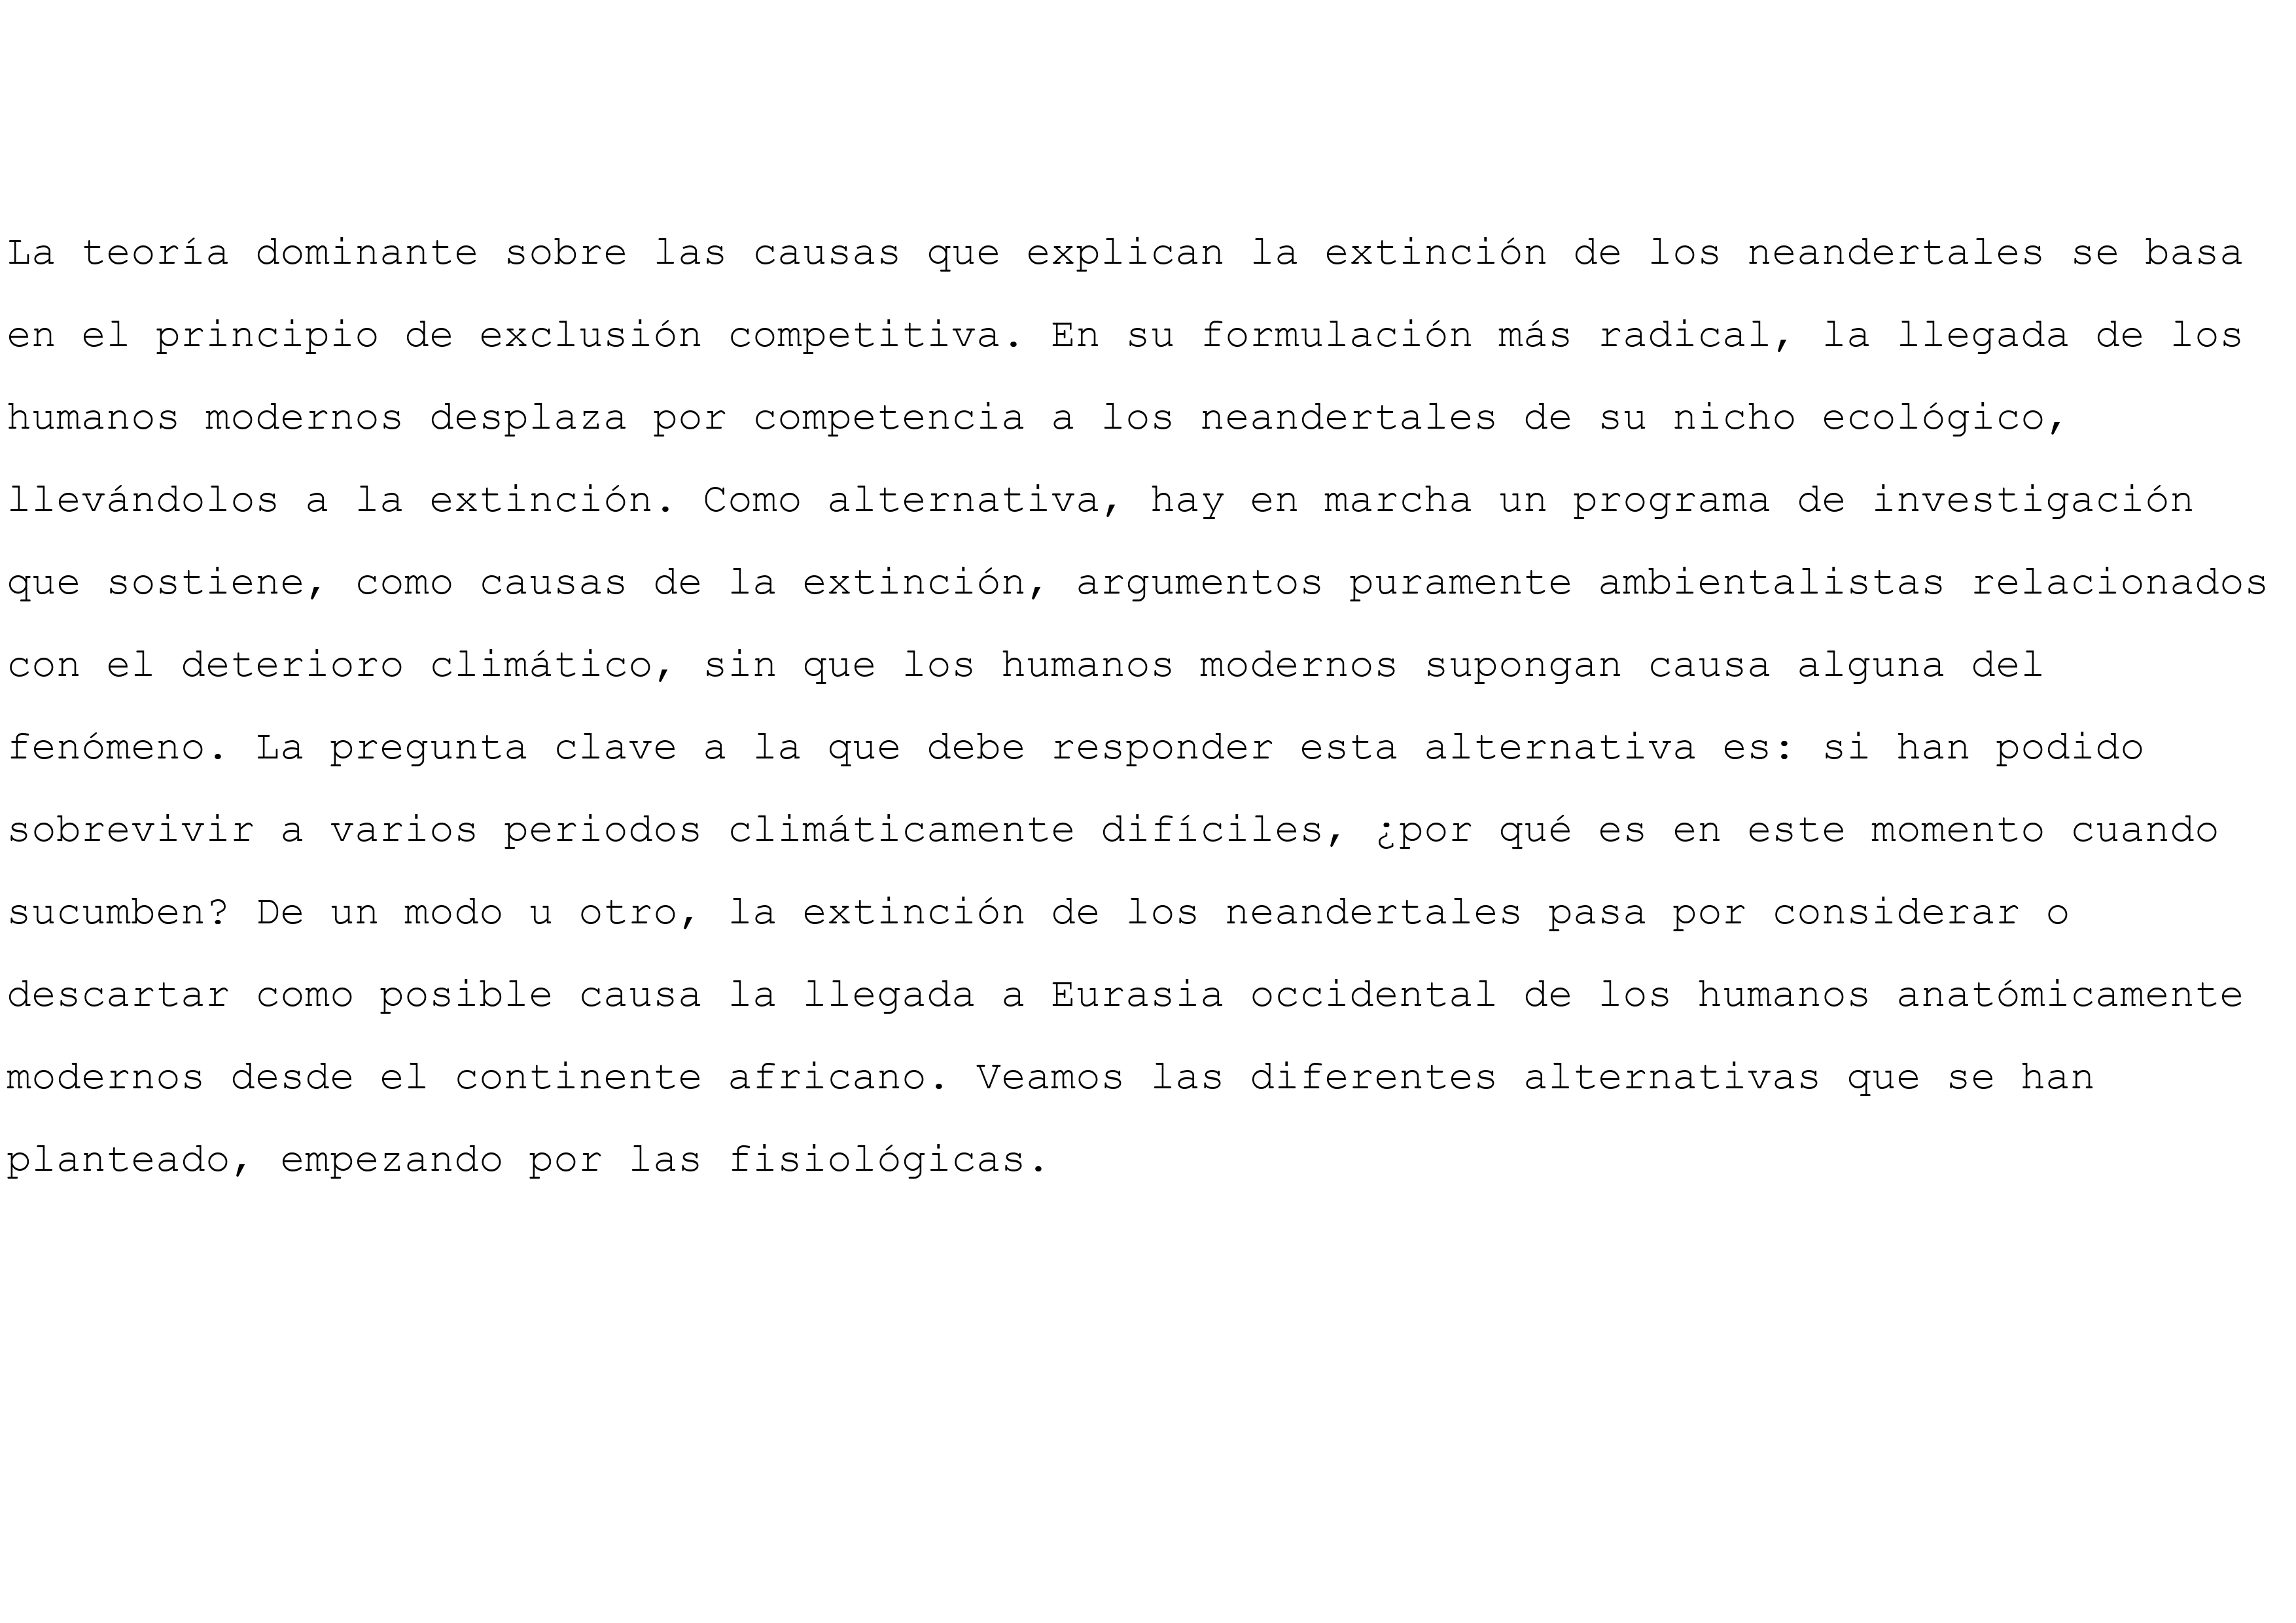 La teoría dominante sobre las causas que explican la extinción de los neandertales se basa
en el principio de exclusión competitiva. En su formulación más radical, la llegada de los
humanos modernos desplaza por competencia a los neandertales de su nicho ecológico,
llevándolos a la extinción. Como alternativa, hay en marcha un programa de investigación
que sostiene, como causas de la extinción, argumentos puramente ambientalistas relacionados
con el deterioro climático, sin que los humanos modernos supongan causa alguna del
fenómeno. La pregunta clave a la que debe responder esta alternativa es: si han podido
sobrevivir a varios periodos climáticamente difíciles, ¿por qué es en este momento cuando
sucumben? De un modo u otro, la extinción de los neandertales pasa por considerar o
descartar como posible causa la llegada a Eurasia occidental de los humanos anatómicamente
modernos desde el continente africano. Veamos las diferentes alternativas que se han
planteado, empezando por las fisiológicas.